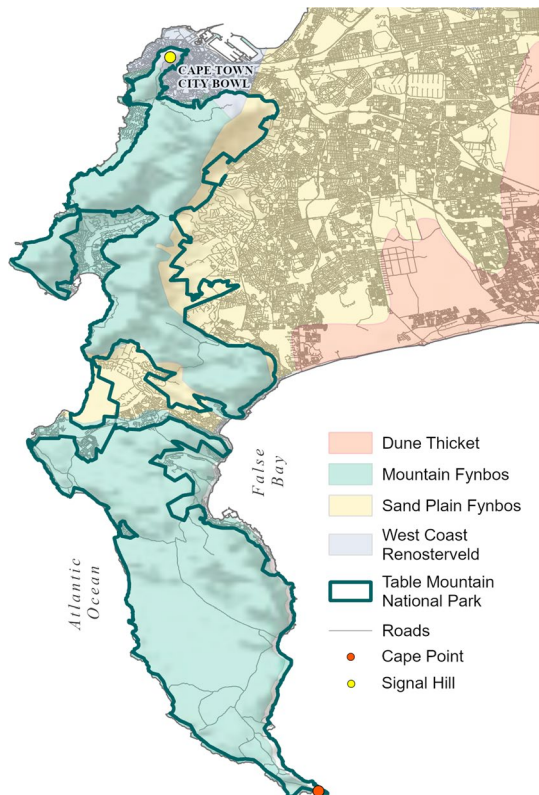 CAPE TOWN
CITY BOWL
False
Bay
Atlantic
Ocean
Dune Thicket
Mountain Fynbos
Sand Plain Fynbos
West Coast
Renosterveld
Table Mountain
National Park
Roads
Cape Point
Signal Hill